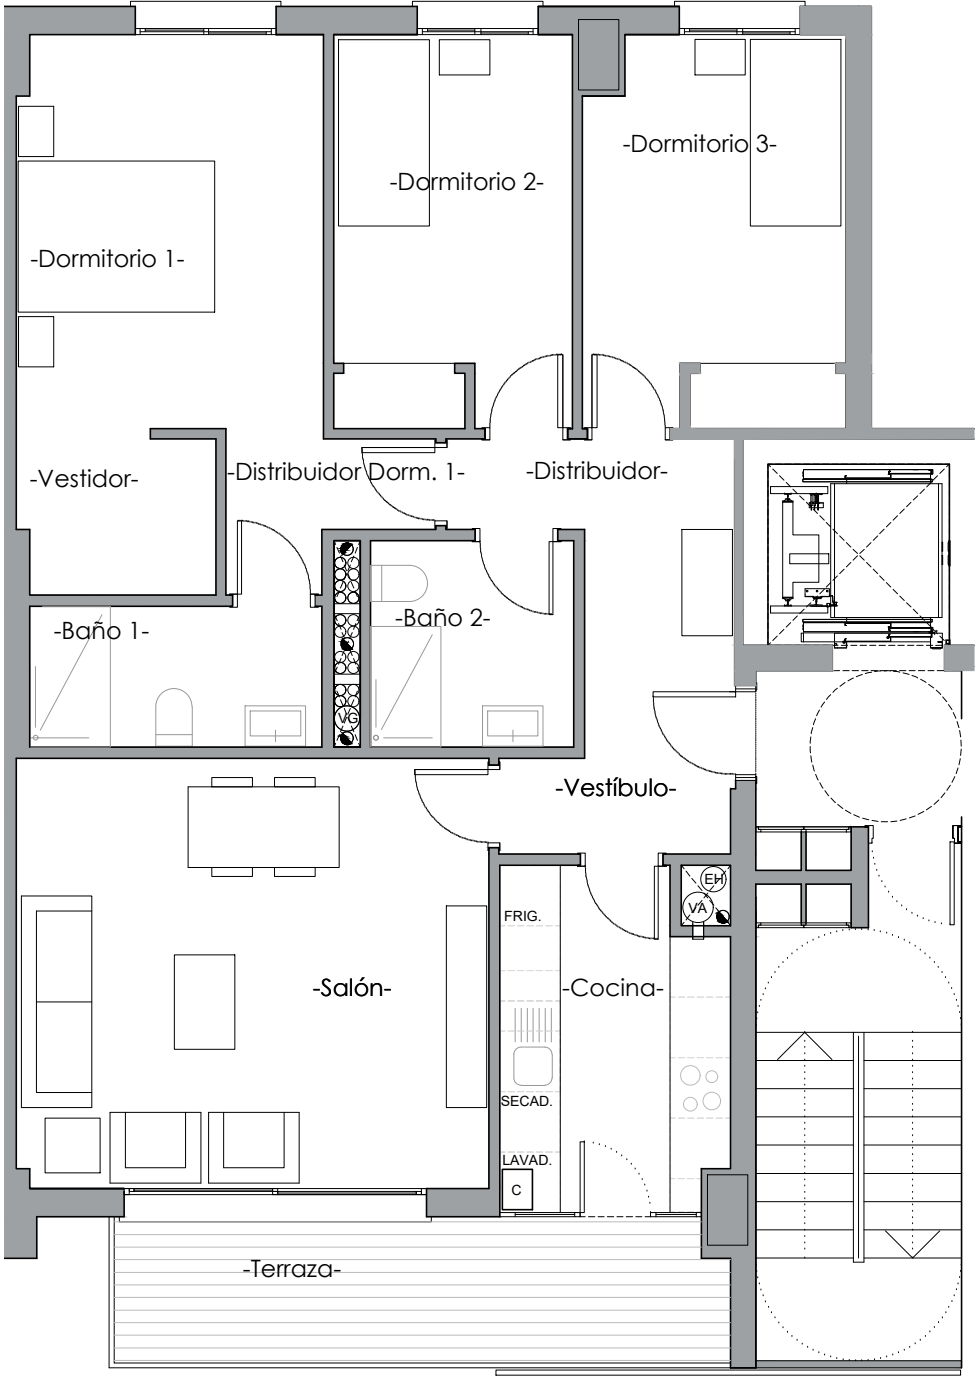 -Dormitorio 3-
-Dormitorio 2-
-Dormitorio 1-
-Vestidor-
-Distribuidor Dorm. 1-
-Distribuidor-
-Baño 1-
-Baño 2-
VG
-Vestíbulo-
EH
VA
FRIG.
-Salón-
-Cocina-
SECAD.
LAVAD.
C
-Terraza-